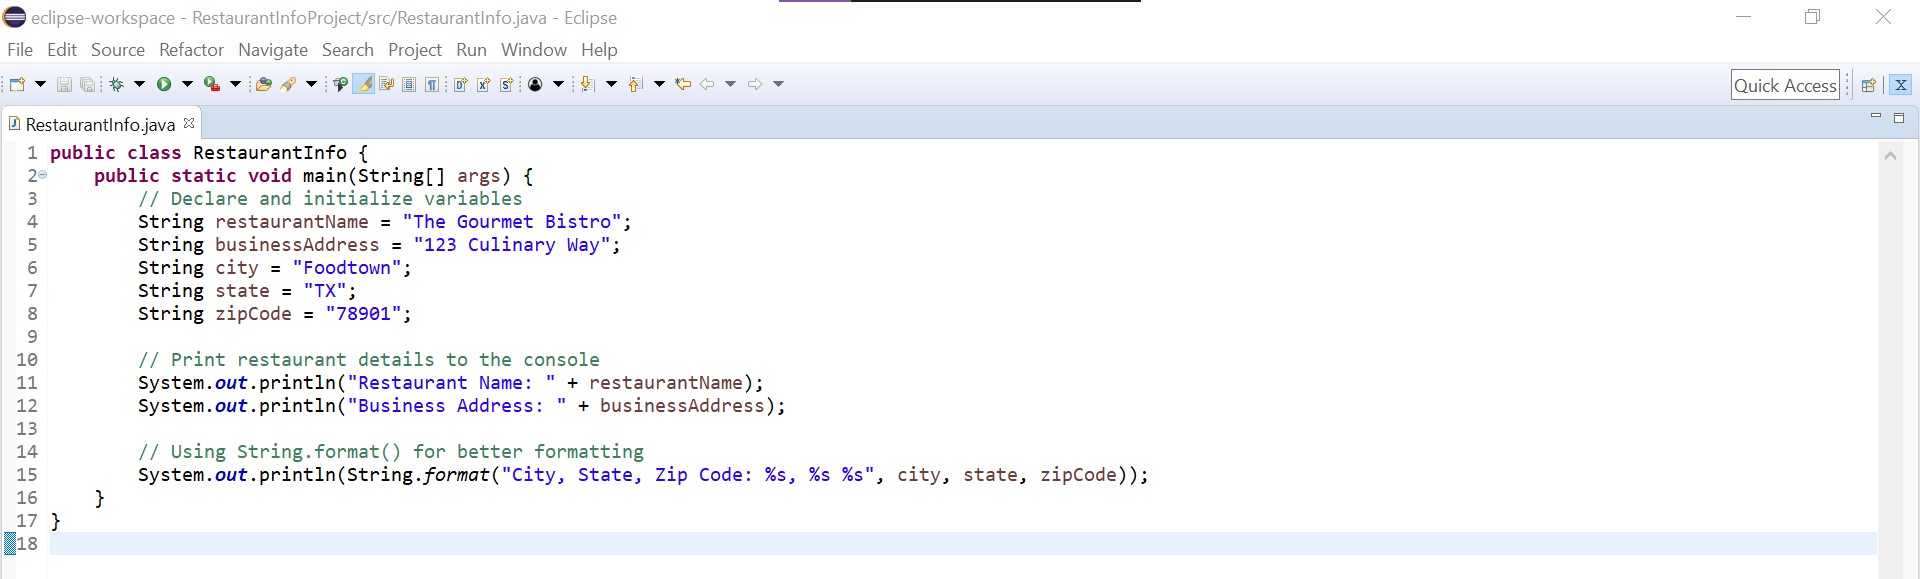 eclipse-workspace - RestaurantInfoProject/src/RestaurantInfo.java - Eclipse
File Edit Source Refactor Navigate Search Project Run Window Help
Quick Access
RestaurantInfo.java
1 public class RestaurantInfo {
2     public static void main(String[] args) {
3         // Declare and initialize variables
4         String restaurantName = "The Gourmet Bistro";
5         String businessAddress = "123 Culinary Way";
6         String city = "Foodtown";
7         String state = "TX";
8         String zipCode = "78901";
9
10         // Print restaurant details to the console
11         System.out.println("Restaurant Name: " + restaurantName);
12         System.out.println("Business Address: " + businessAddress);
13
14         // Using String.format() for better formatting
15         System.out.println(String.format("City, State, Zip Code: %s, %s %s", city, state, zipCode));
16     }
17 }
18